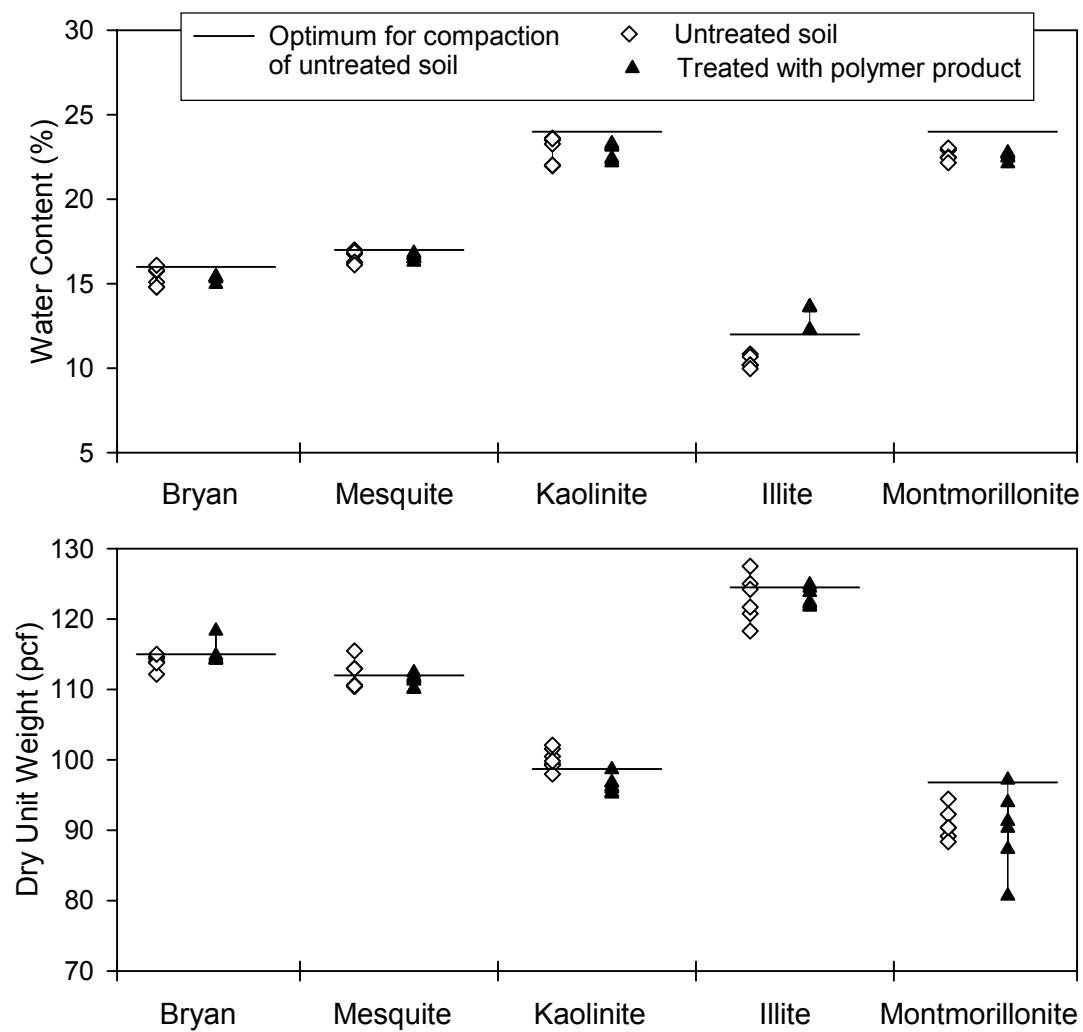 30
Optimum for compaction
of untreated soil
Untreated soil
Treated with polymer product
25
20
15
10
5
Water Content (%)
Bryan Mesquite Kaolinite Illite Montmorillonite
130
120
110
100
90
80
70
Dry Unit Weight (pcf)
Bryan Mesquite Kaolinite Illite Montmorillonite